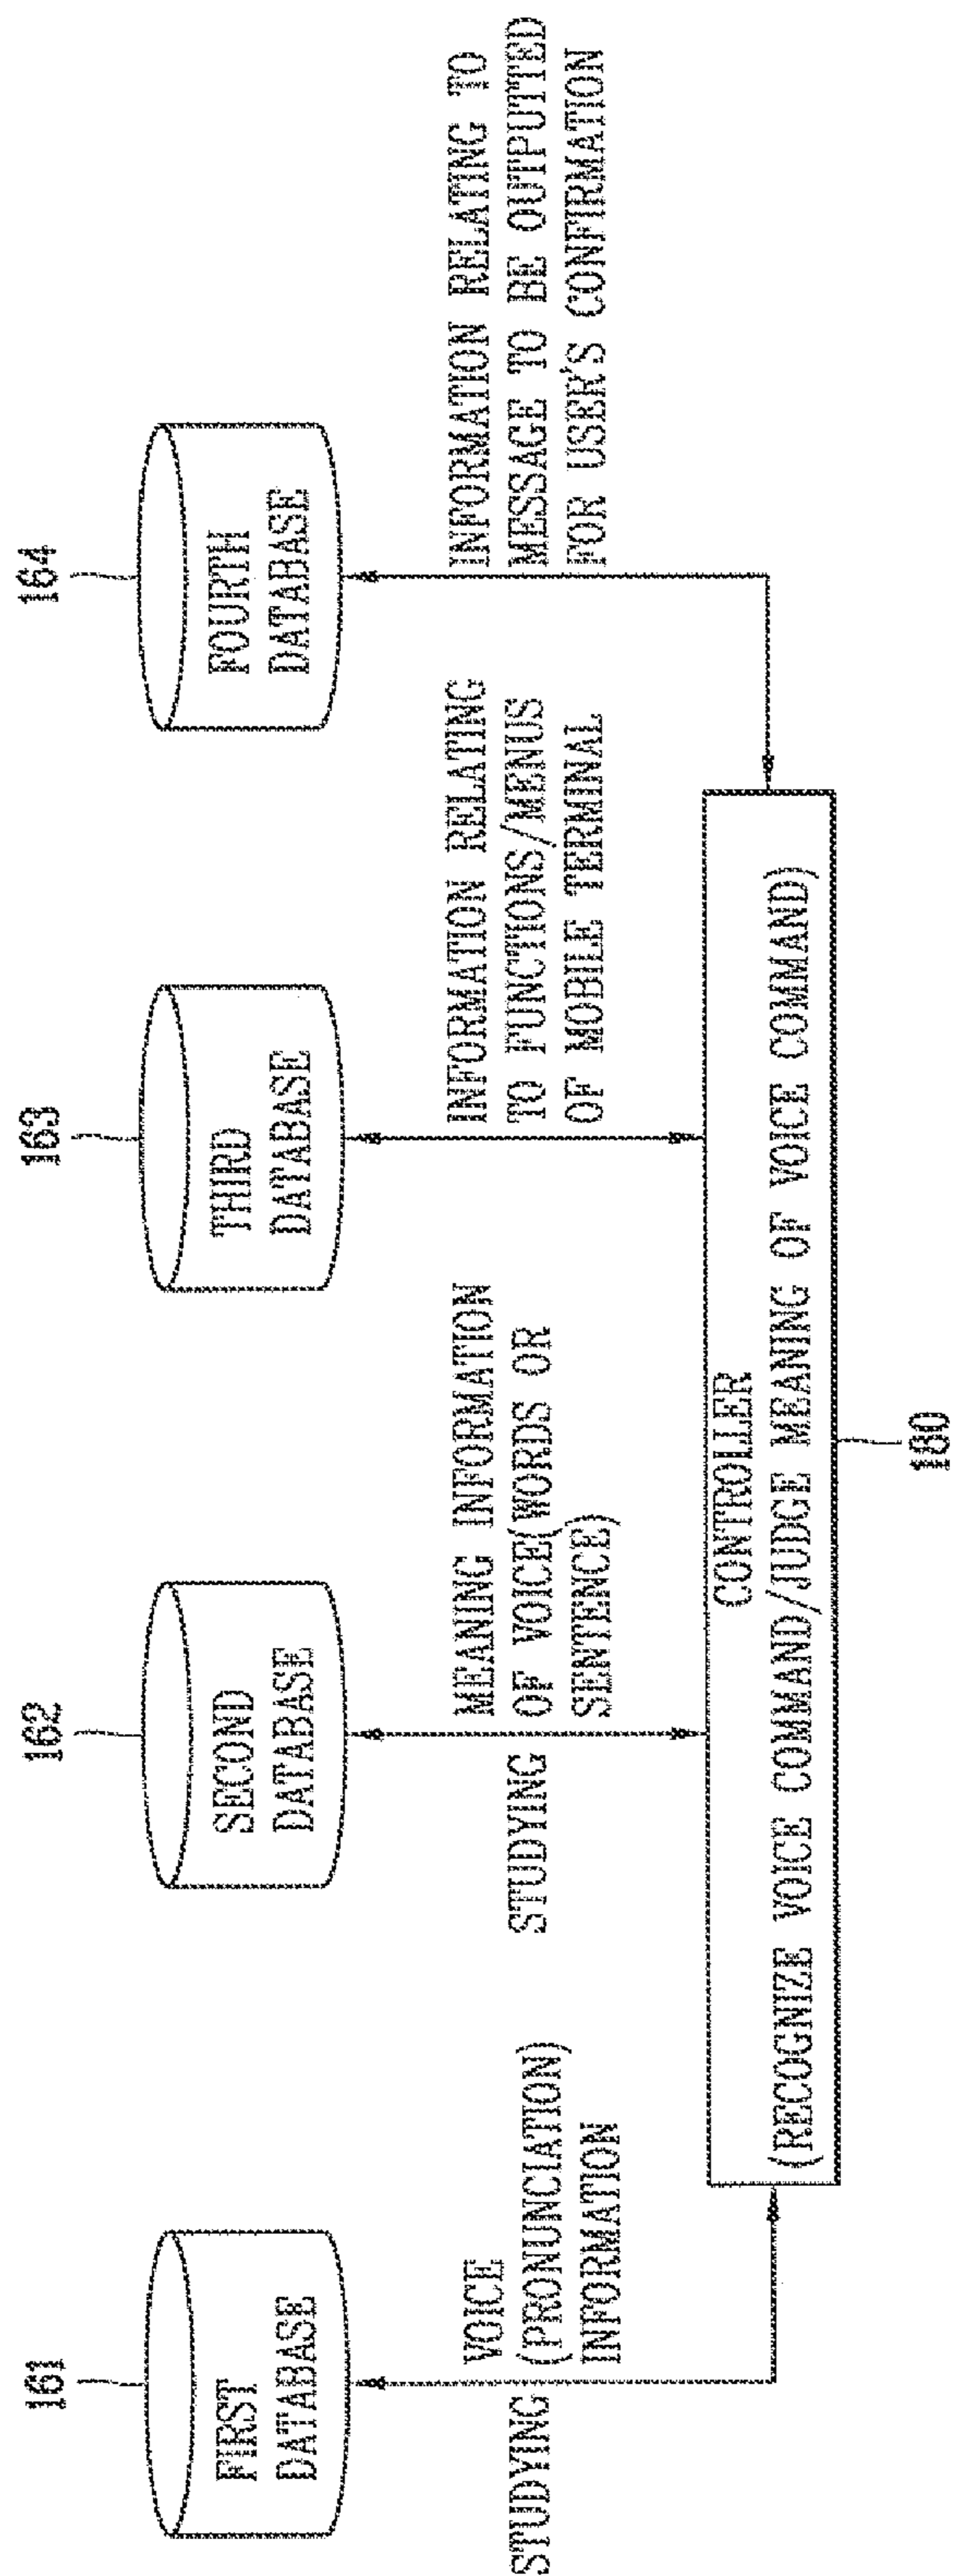 161
162
163
164
FIRST
DATABASE
SECOND
DATABASE
THIRD
DATABASE
FOURTH
DATABASE
STUDYING
VOICE
(PRONUNCIATION)
INFORMATION
STUDYING
MEANING INFORMATION
OF VOICE(WORDS OR
SENTENCE)
INFORMATION RELATING
TO FUNCTIONS/MENUS
OF MOBILE TERMINAL
INFORMATION RELATING TO
MESSAGE TO BE OUTPUTTED
FOR USER'S CONFIRMATION
CONTROLLER
(RECOGNIZE VOICE COMMAND/JUDGE MEANING OF VOICE COMMAND)
180